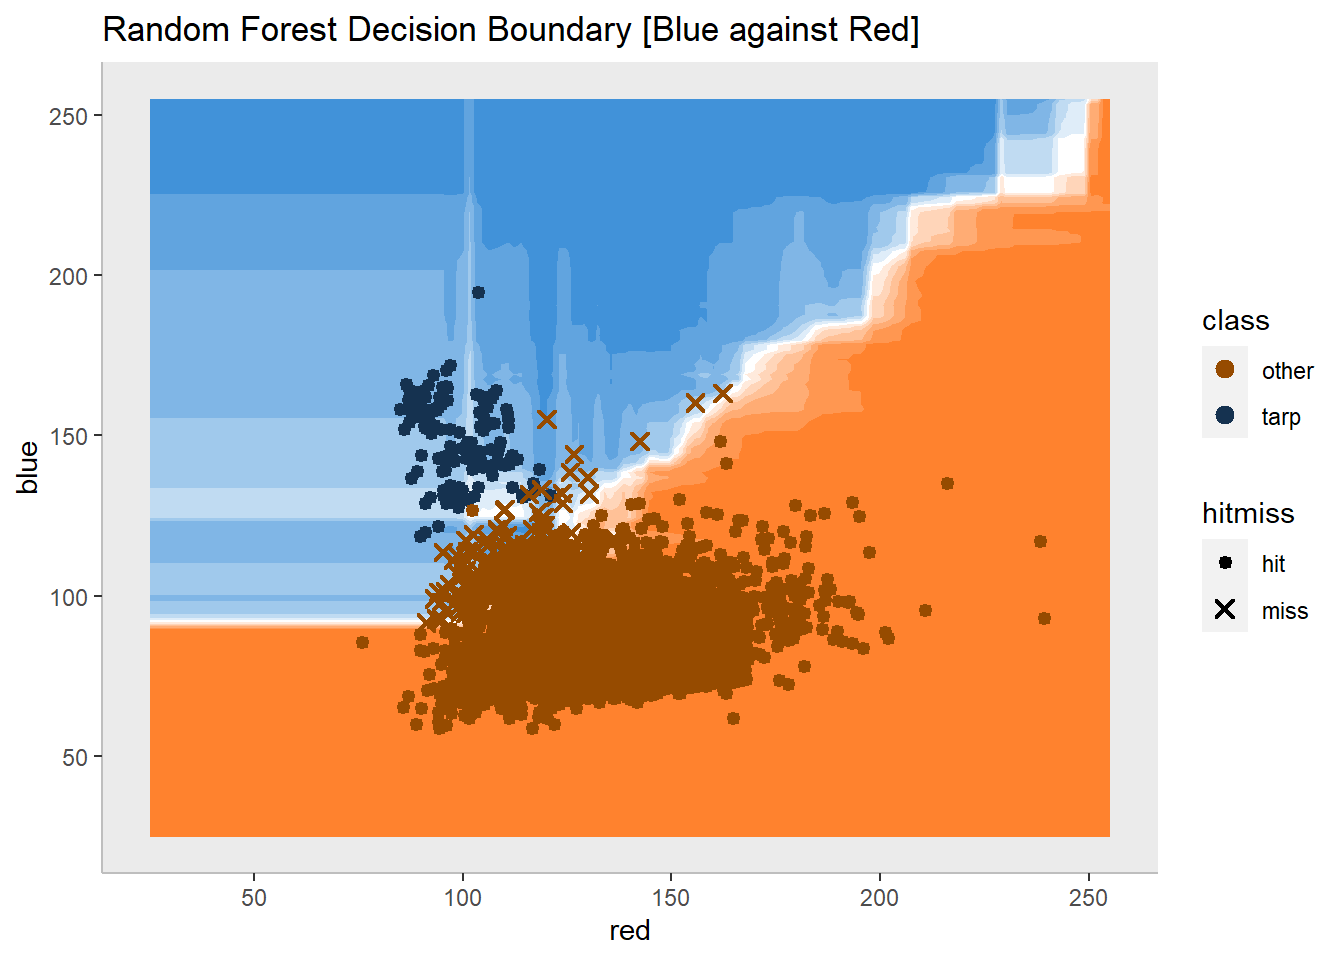 Random Forest Decision Boundary [Blue against Red]
250
200
150
100
50
blue
50
100
150
200
250
red
class
other
tarp
hitmiss
hit
miss